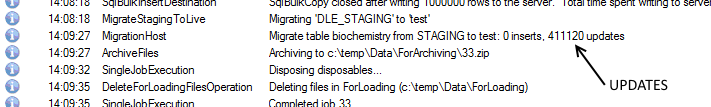 14:08:18 SqlBulkInsertDestination SqlBulkCopy closed after writing 1000000 rows to the server. Total time spent writing to server
14:08:18 MigrateStagingToLive Migrating 'DLE_STAGING' to 'test'
14:09:27 MigrationHost Migrate table biochemistry from STAGING to test: 0 inserts, 411120 updates
14:09:27 ArchiveFiles Archiving to c:\temp\Data\ForArchiving\33.zip
14:09:32 SingleJobExecution Disposing disposables...
14:09:35 DeleteForLoadingFilesOperation Deleting files in ForLoading (c:\temp\Data\ForLoading)
UPDATES
14:09:35 SingleJobExecution Completed job 33